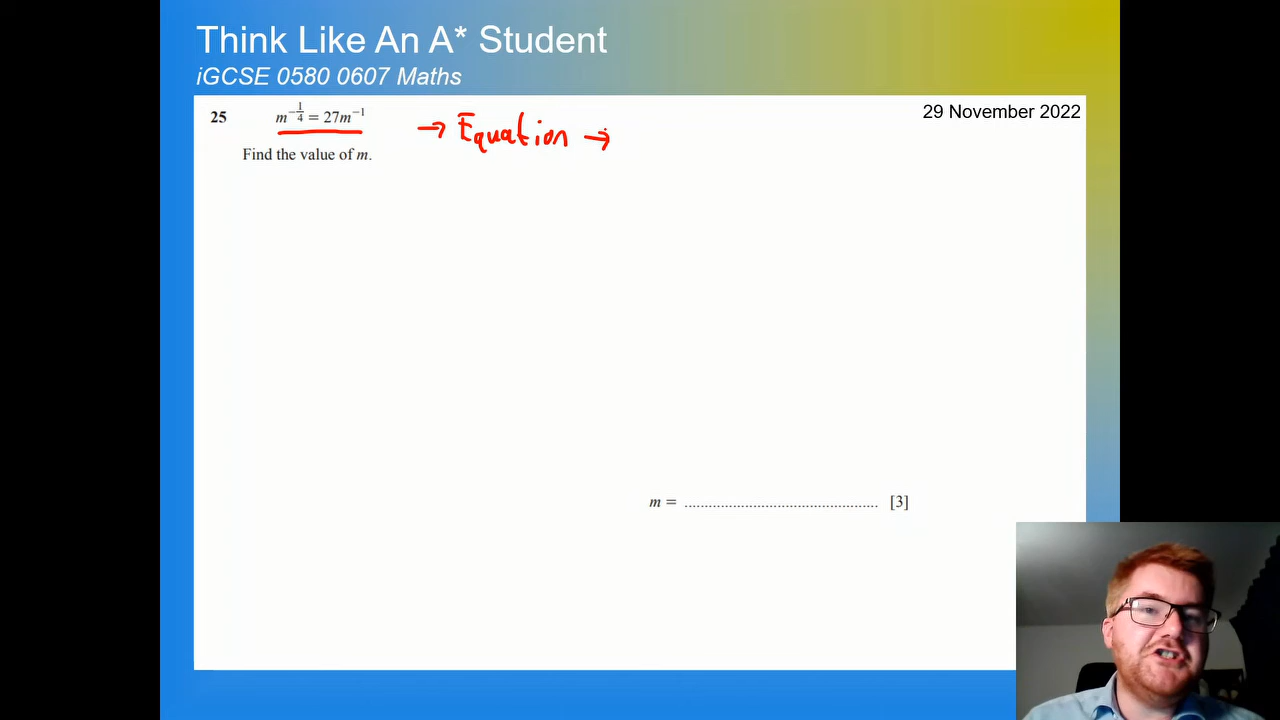 Think Like An A* Student
iGCSE 0580 0607 Maths
29 November 2022
25 m^{-\frac{1}{4}} = 27m^{-1} → Equation →
Find the value of m.
m = ................................................ [3]